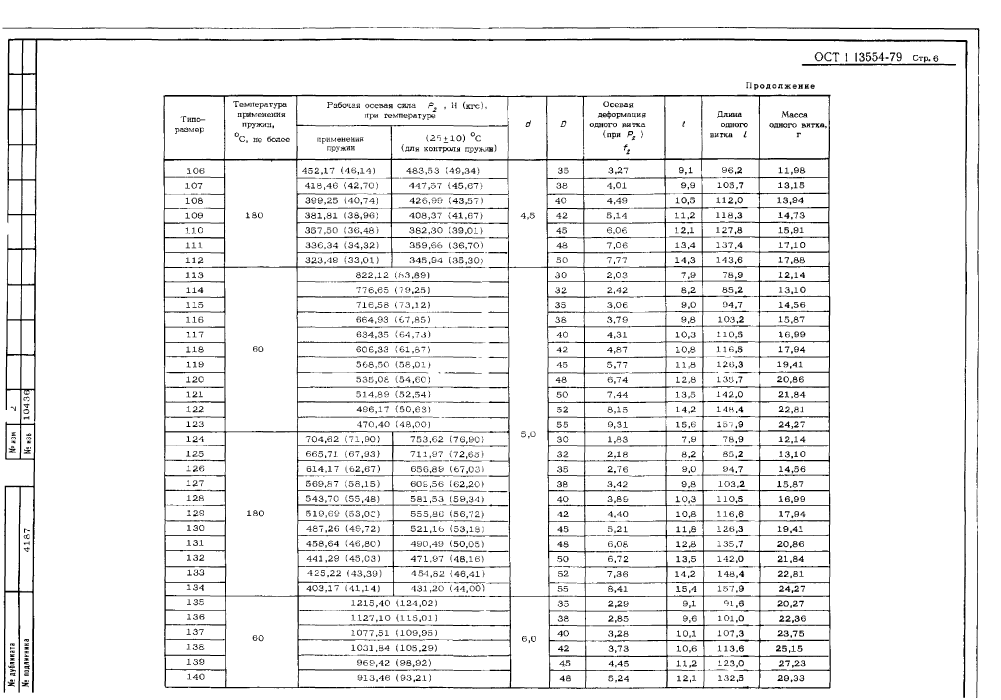 ОСТ 1 13554-79 Стр. 6
Продолжение
Типо-размер | Температура применения пружин, °С, не более | Рабочая осевая сила P₂, Н (кгс), при температуре | d | D | Осевая деформация одного витка (при P₂) f₂ | t | Длина одного витка l | Масса одного витка, г
применения пружин | (25±10) °С (для контроля пружин)
106 | 180 | 452,17 (46,14) | 483,53 (49,34) | 4,5 | 35 | 3,27 | 9,1 | 96,2 | 11,98
107 | 418,46 (42,70) | 447,57 (45,67) | 38 | 4,01 | 9,9 | 105,7 | 13,15
108 | 399,25 (40,74) | 426,99 (43,57) | 40 | 4,49 | 10,5 | 112,0 | 13,94
109 | 381,81 (38,96) | 408,37 (41,67) | 42 | 5,14 | 11,2 | 118,3 | 14,73
110 | 357,50 (36,48) | 382,30 (39,01) | 45 | 6,06 | 12,1 | 127,8 | 15,91
111 | 336,34 (34,32) | 359,66 (36,70) | 48 | 7,06 | 13,4 | 137,4 | 17,10
112 | 323,49 (33,01) | 345,94 (35,30) | 50 | 7,77 | 14,3 | 143,6 | 17,88
113 | 60 | 822,12 (83,89) | 5,0 | 30 | 2,03 | 7,9 | 78,9 | 12,14
114 | 776,65 (79,25) | 32 | 2,42 | 8,2 | 85,2 | 13,10
115 | 716,58 (73,12) | 35 | 3,06 | 9,0 | 94,7 | 14,56
116 | 664,93 (67,85) | 38 | 3,79 | 9,8 | 103,2 | 15,87
117 | 634,35 (64,73) | 40 | 4,31 | 10,3 | 110,5 | 16,99
118 | 606,33 (61,87) | 42 | 4,87 | 10,8 | 116,5 | 17,94
119 | 568,50 (58,01) | 45 | 5,77 | 11,8 | 126,3 | 19,41
120 | 535,08 (54,60) | 48 | 6,74 | 12,8 | 135,7 | 20,86
121 | 514,89 (52,54) | 50 | 7,44 | 13,5 | 142,0 | 21,84
122 | 496,17 (50,63) | 52 | 8,15 | 14,2 | 148,4 | 22,81
123 | 470,40 (48,00) | 55 | 9,31 | 15,6 | 157,9 | 24,27
124 | 180 | 704,62 (71,90) | 753,62 (76,90) | 30 | 1,83 | 7,9 | 78,9 | 12,14
125 | 665,71 (67,93) | 711,97 (72,65) | 32 | 2,18 | 8,2 | 85,2 | 13,10
126 | 614,17 (62,67) | 656,89 (67,03) | 35 | 2,76 | 9,0 | 94,7 | 14,56
127 | 569,87 (58,15) | 609,56 (62,20) | 38 | 3,42 | 9,8 | 103,2 | 15,87
128 | 543,70 (55,48) | 581,53 (59,34) | 40 | 3,89 | 10,3 | 110,5 | 16,99
129 | 519,69 (53,03) | 555,86 (56,72) | 42 | 4,40 | 10,8 | 116,6 | 17,94
130 | 487,26 (49,72) | 521,16 (53,18) | 45 | 5,21 | 11,8 | 126,3 | 19,41
131 | 458,64 (46,80) | 490,49 (50,05) | 48 | 6,08 | 12,8 | 135,7 | 20,86
132 | 441,29 (45,03) | 471,97 (48,16) | 50 | 6,72 | 13,5 | 142,0 | 21,84
133 | 425,22 (43,39) | 454,82 (46,41) | 52 | 7,36 | 14,2 | 148,4 | 22,81
134 | 403,17 (41,14) | 431,20 (44,00) | 55 | 8,41 | 15,4 | 157,9 | 24,27
135 | 60 | 1215,40 (124,02) | 6,0 | 35 | 2,29 | 9,1 | 91,6 | 20,27
136 | 1127,10 (115,01) | 38 | 2,85 | 9,6 | 101,0 | 22,36
137 | 1077,51 (109,95) | 40 | 3,28 | 10,1 | 107,3 | 23,75
138 | 1031,84 (105,29) | 42 | 3,73 | 10,6 | 113,6 | 25,15
139 | 969,42 (98,92) | 45 | 4,45 | 11,2 | 123,0 | 27,23
140 | 913,46 (93,21) | 48 | 5,24 | 12,1 | 132,5 | 29,33
№ изм | 2
№ изв | 10436
4187
№ дубликата
№ подлинника